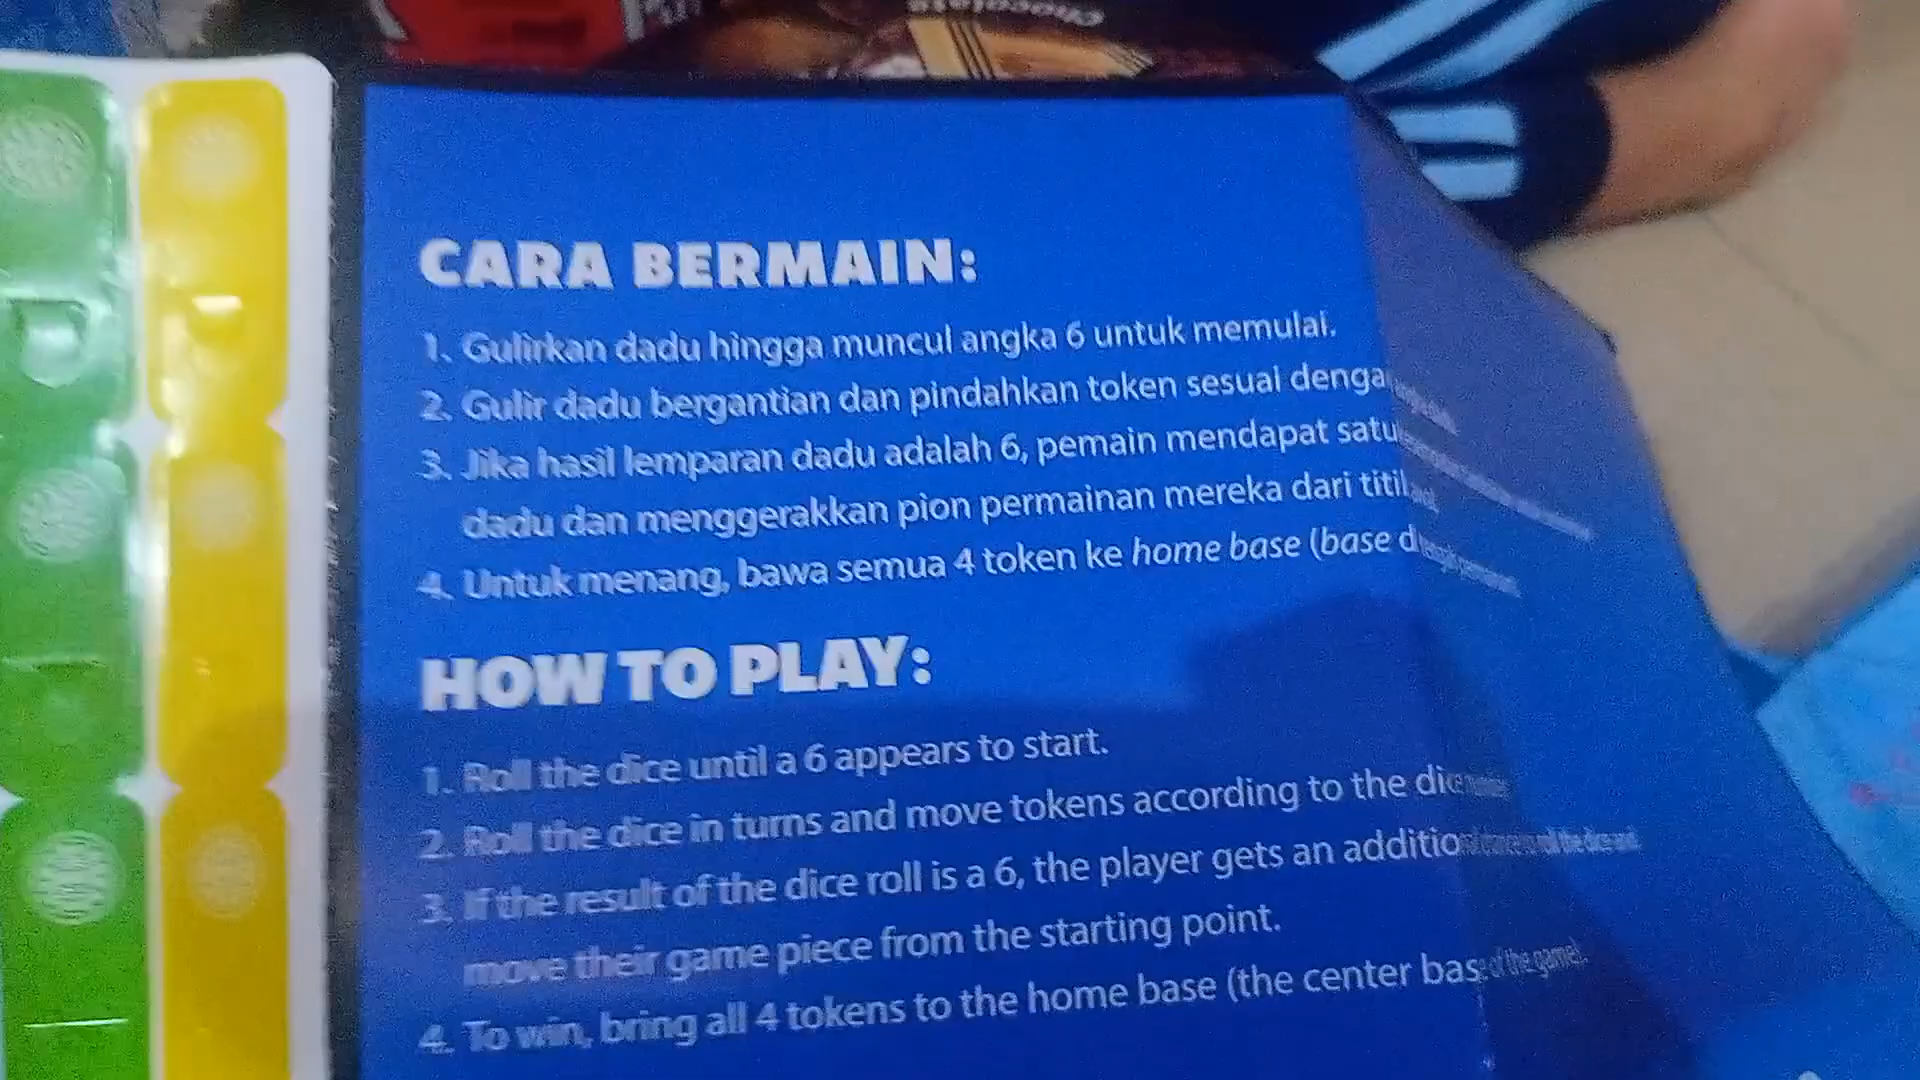 Chocolate
CARA BERMAIN:
1. Gulirkan dadu hingga muncul angka 6 untuk memulai.
2. Gulir dadu bergantian dan pindahkan token sesuai
3. Jika hasil lemparan dadu adalah 6, pemain mendapat satu
dadu dan menggerakkan pion permainan mereka dari
4. Untuk menang, bawa semua 4 token ke home base (base
HOW TO PLAY:
1. Roll the dice until a 6 appears to start.
2. Roll the dice in turns and move tokens according to the
3. If the result of the dice roll is a 6, the player gets an
move their game piece from the starting point.
4. To win, bring all 4 tokens to the home base (the center base of the game).